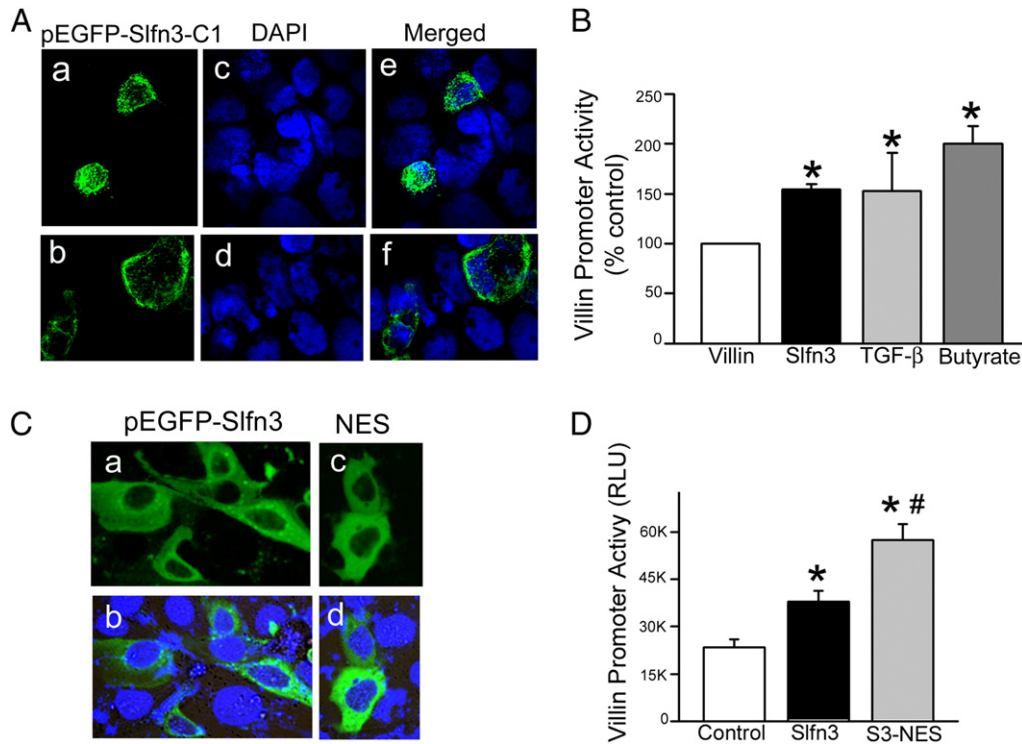 A
pEGFP-Slfn3-C1 DAPI Merged
a c e
b d f
B
Villin Promoter Activity
(% control)
250
200
150
100
50
0
* * *
Villin Slfn3 TGF-β Butyrate
C
pEGFP-Slfn3 NES
a c
b d
D
Villin Promoter Activy (RLU)
60K
45K
30K
15K
0
* * #
Control Slfn3 S3-NES